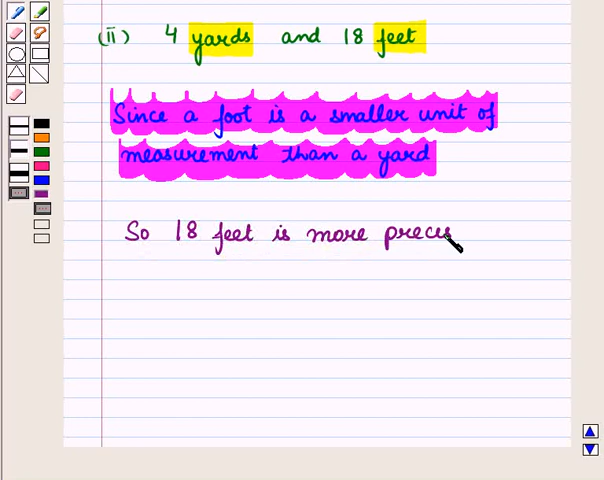 (ii) 4 yards and 18 feet
Since a foot is a smaller unit of
measurement than a yard
So 18 feet is more precis